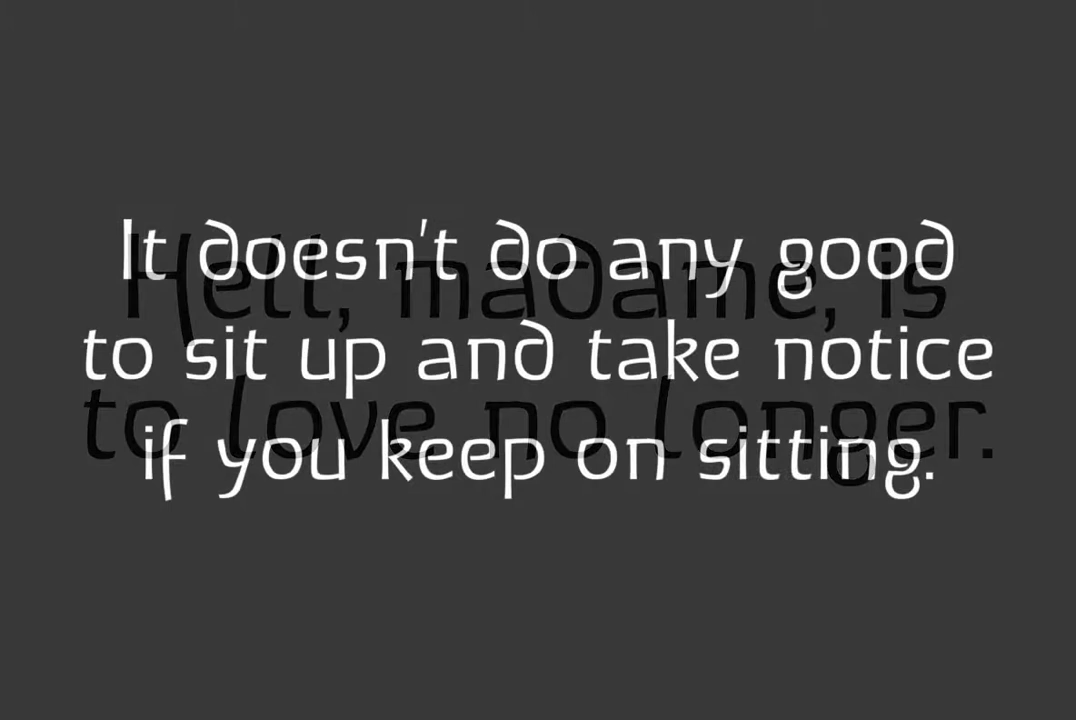 It doesn't do any good
to sit up and take notice
if you keep on sitting.
Hell, madame, is
to love no longer.